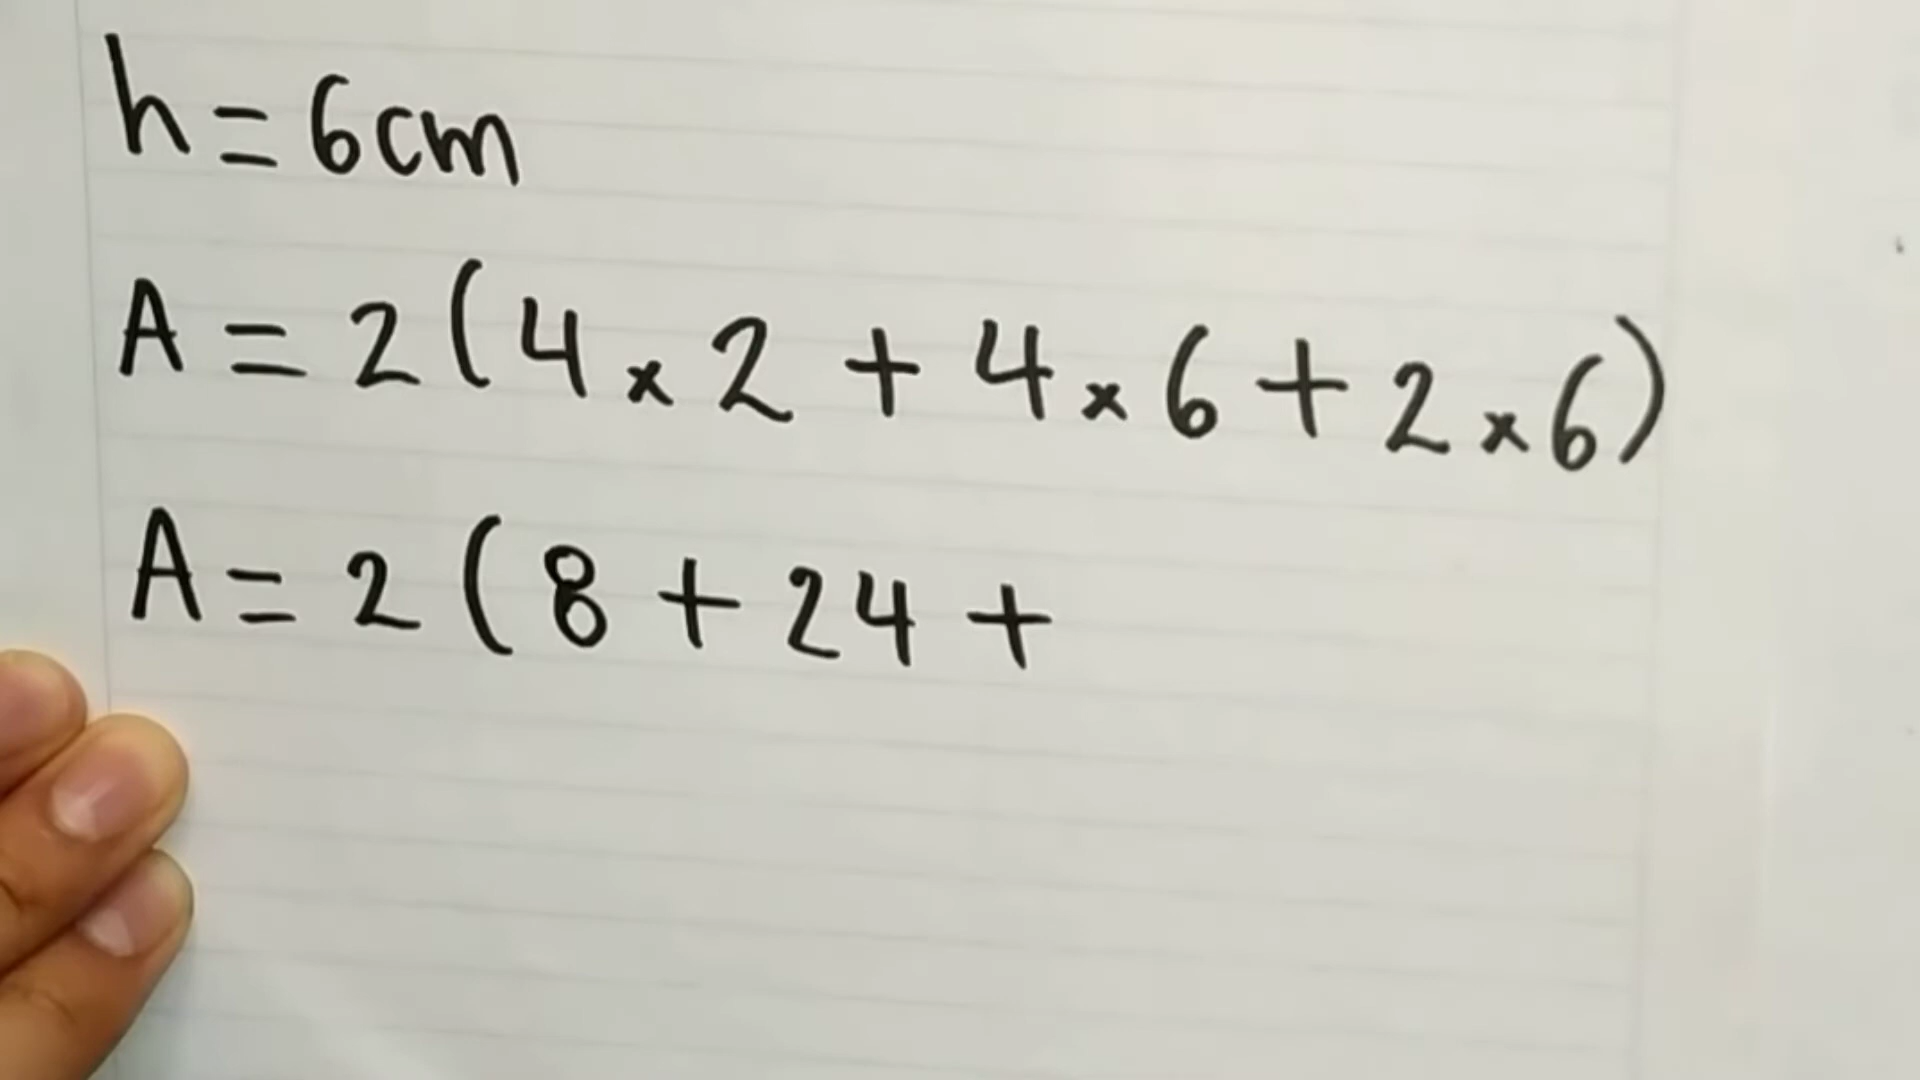 h = 6cm
A = 2 ( 4 × 2 + 4 × 6 + 2 × 6 )
A = 2 ( 8 + 24 +